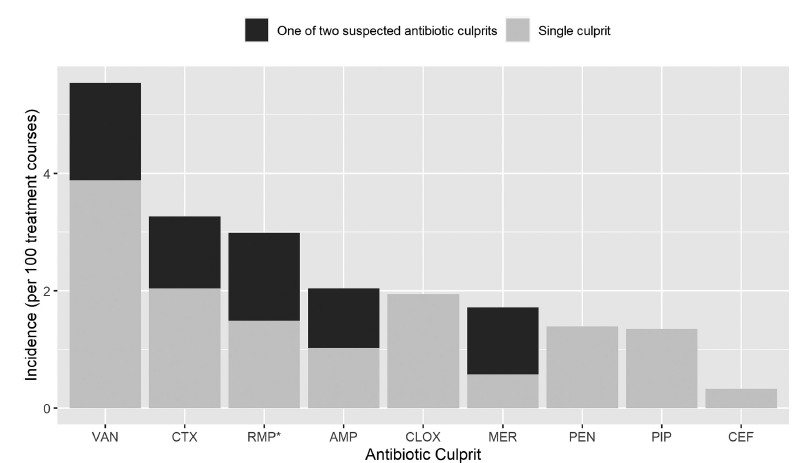 One of two suspected antibiotic culprits Single culprit
Incidence (per 100 treatment courses)
4
2
0
VAN CTX RMP* AMP CLOX MER PEN PIP CEF
Antibiotic Culprit